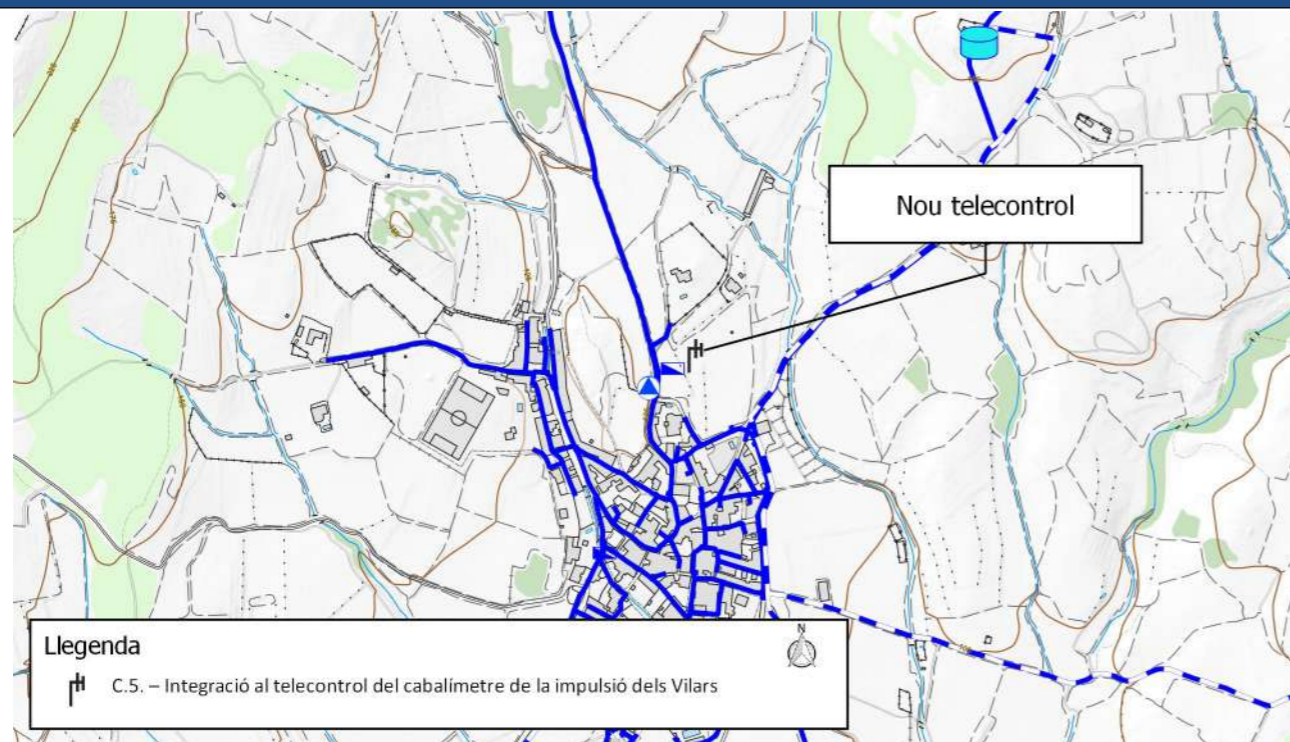 Nou telecontrol
Llegenda
N
C.5. – Integració al telecontrol del cabalímetre de la impulsió dels Vilars